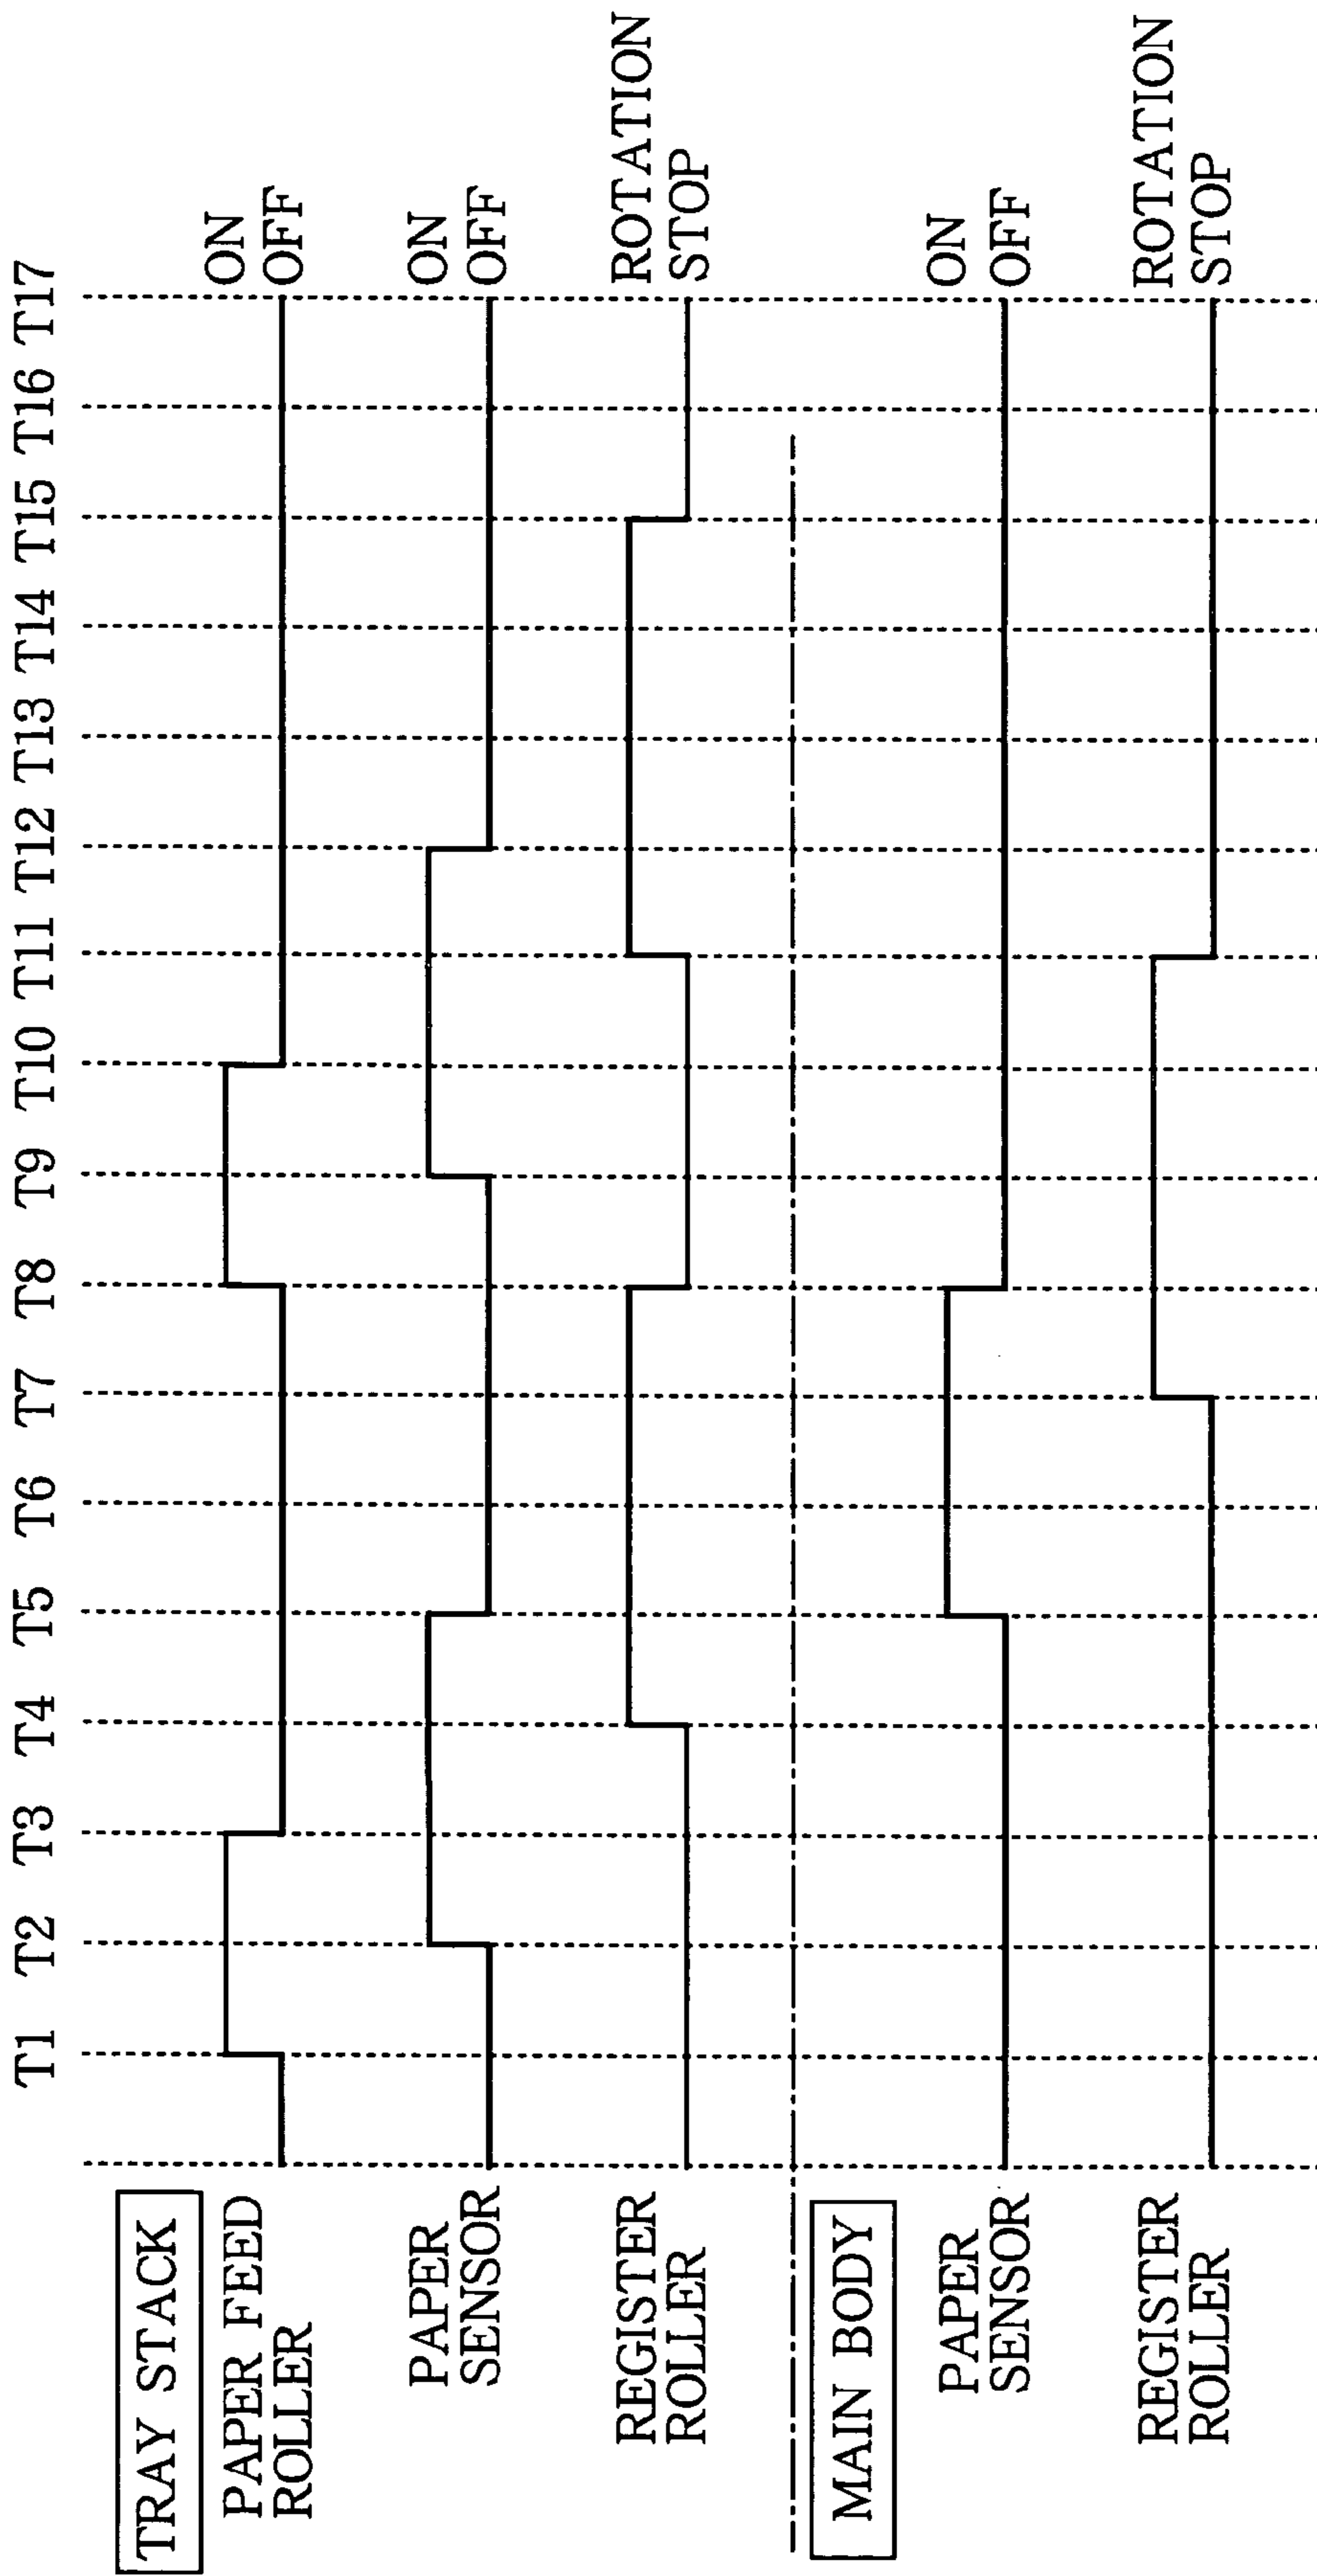 T1 T2 T3 T4 T5 T6 T7 T8 T9 T10 T11 T12 T13 T14 T15 T16 T17
TRAY STACK
PAPER FEED
ROLLER
ON
OFF
PAPER
SENSOR
ON
OFF
REGISTER
ROLLER
ROTATION
STOP
MAIN BODY
PAPER
SENSOR
ON
OFF
REGISTER
ROLLER
ROTATION
STOP